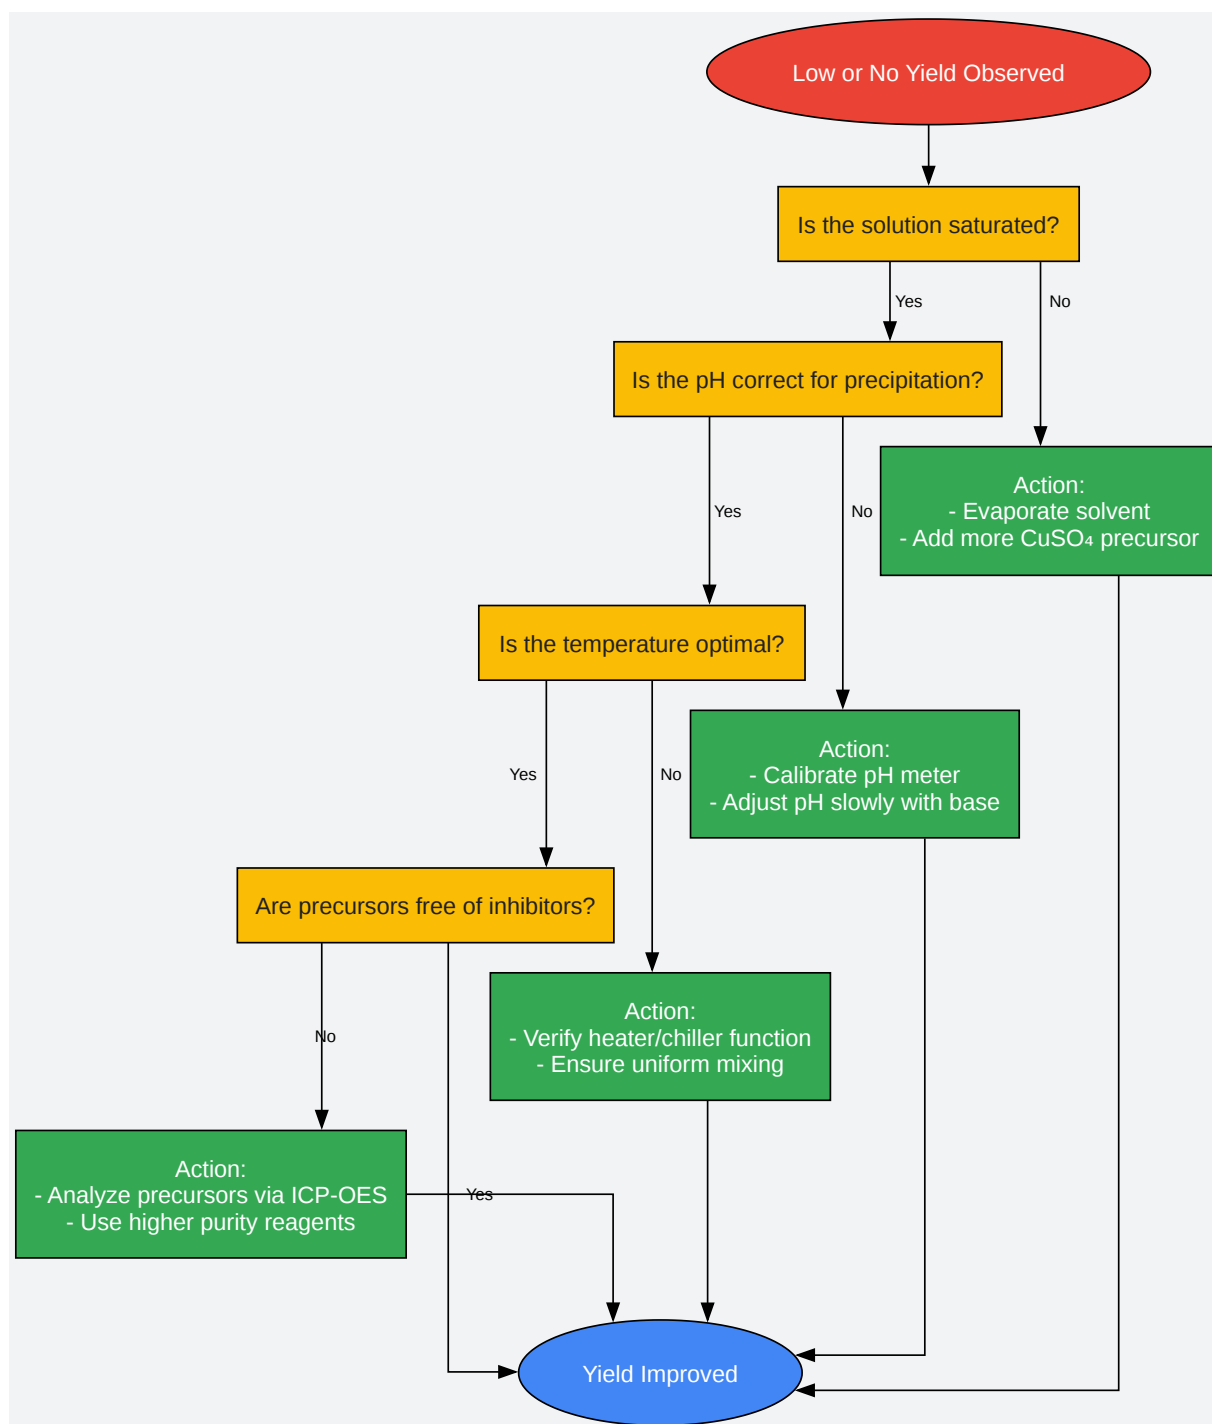 Low or No Yield Observed
Is the solution saturated?
Yes
No
Is the pH correct for precipitation?
Action:
- Evaporate solvent
- Add more CuSO₄ precursor
Yes
No
Is the temperature optimal?
Action:
- Calibrate pH meter
- Adjust pH slowly with base
Yes
No
Are precursors free of inhibitors?
Action:
- Verify heater/chiller function
- Ensure uniform mixing
No
Action:
- Analyze precursors via ICP-OES
- Use higher purity reagents
Yes
Yield Improved